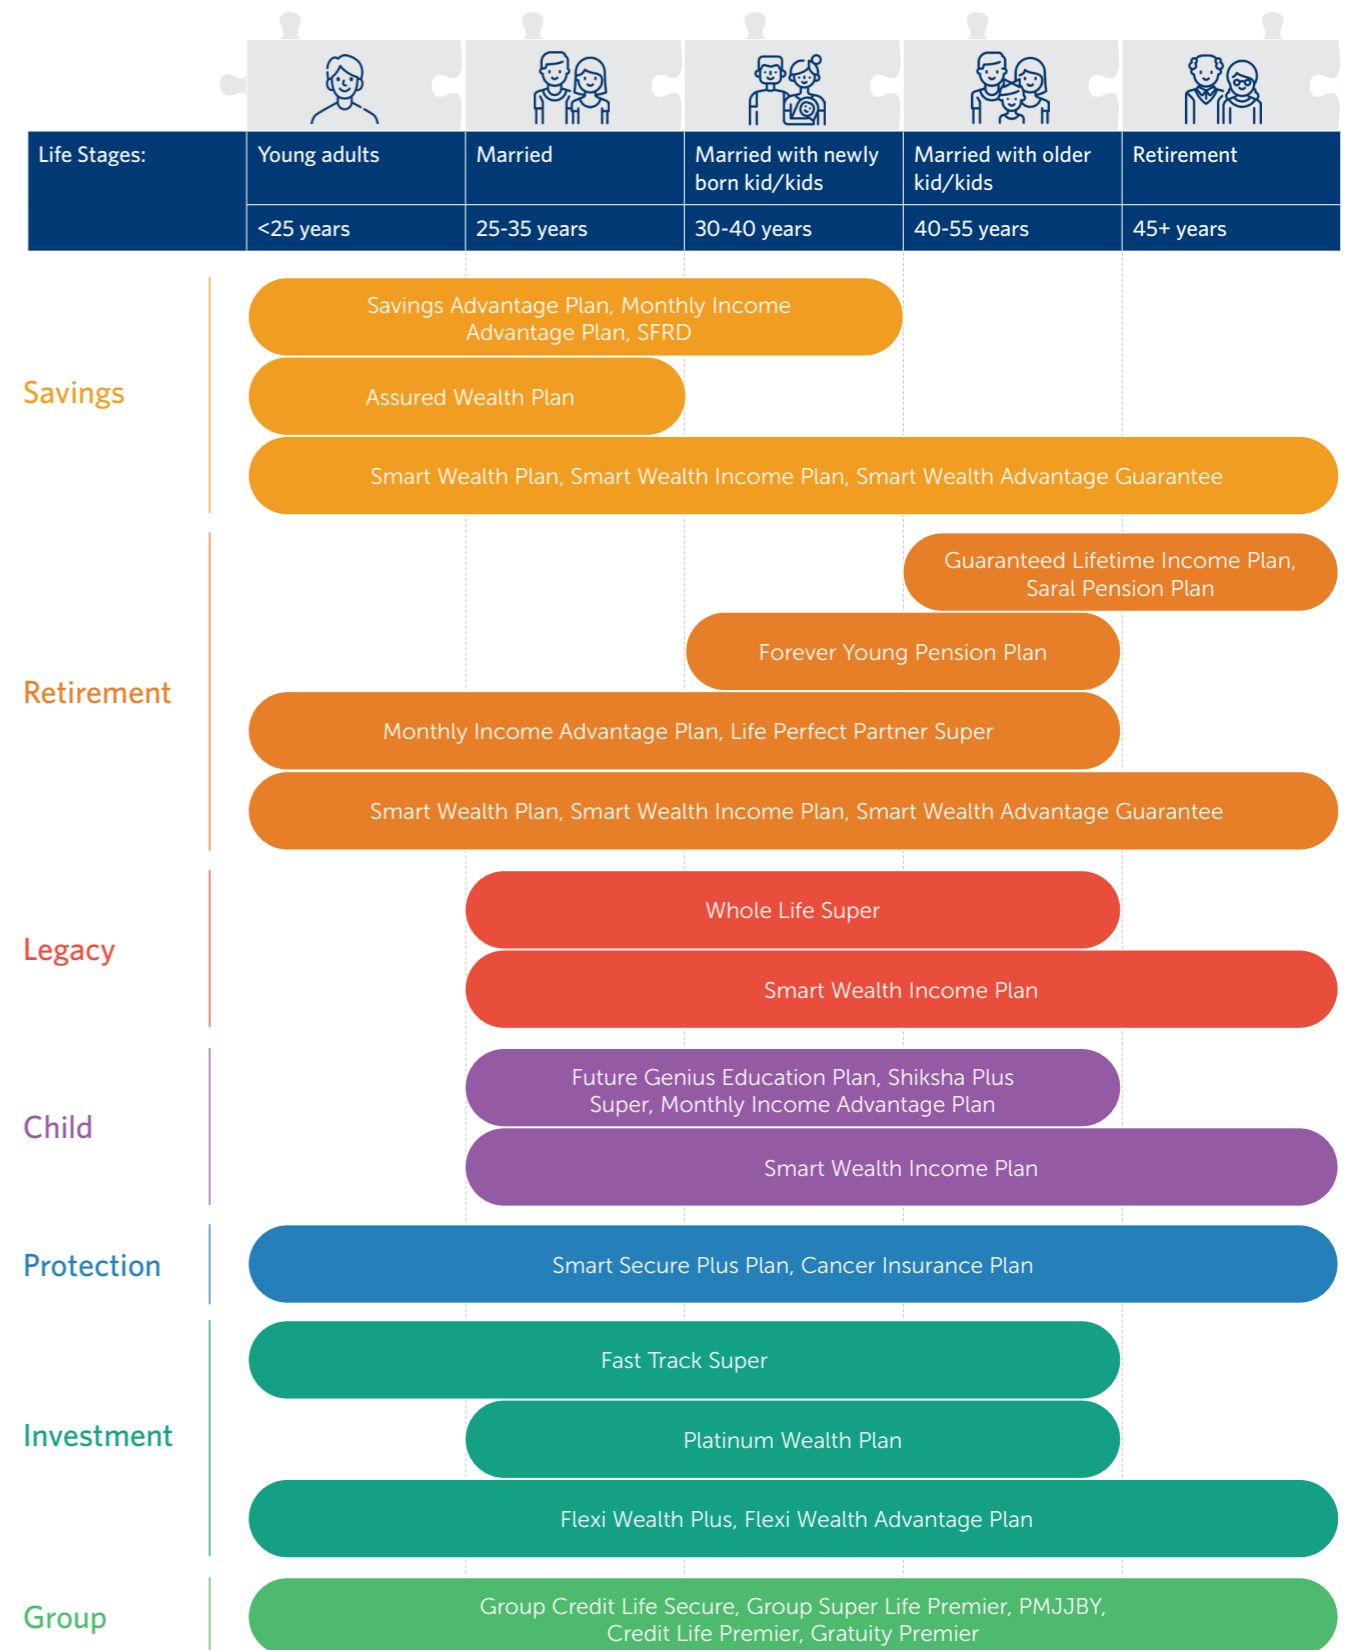 Life Stages:
Young adults
Married
Married with newly
born kid/kids
Married with older
kid/kids
Retirement
<25 years
25-35 years
30-40 years
40-55 years
45+ years
Savings
Savings Advantage Plan, Monthly Income
Advantage Plan, SFRD
Assured Wealth Plan
Smart Wealth Plan, Smart Wealth Income Plan, Smart Wealth Advantage Guarantee
Retirement
Guaranteed Lifetime Income Plan,
Saral Pension Plan
Forever Young Pension Plan
Monthly Income Advantage Plan, Life Perfect Partner Super
Smart Wealth Plan, Smart Wealth Income Plan, Smart Wealth Advantage Guarantee
Legacy
Whole Life Super
Smart Wealth Income Plan
Child
Future Genius Education Plan, Shiksha Plus
Super, Monthly Income Advantage Plan
Smart Wealth Income Plan
Protection
Smart Secure Plus Plan, Cancer Insurance Plan
Investment
Fast Track Super
Platinum Wealth Plan
Flexi Wealth Plus, Flexi Wealth Advantage Plan
Group
Group Credit Life Secure, Group Super Life Premier, PMJJBY,
Credit Life Premier, Gratuity Premier